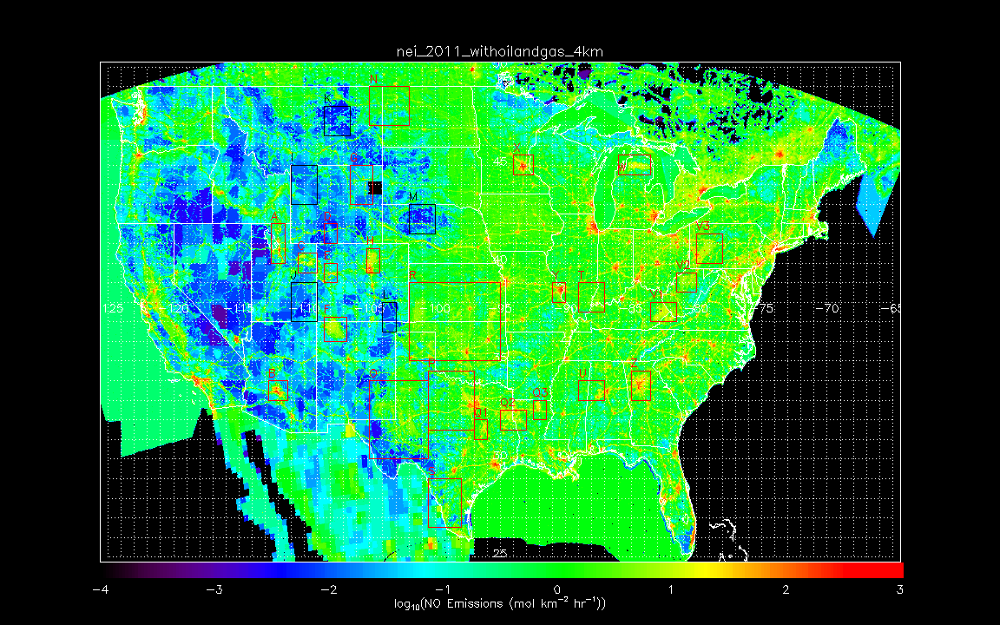 nei_2011_withoilandgas_4km
N
K
X
45
W
I
G
M
A
D
V3
C
H
E
V2
J
R
Y
T
L
V1
125
-120
-115
-110
-105
-100
-95
-90
-85
-80
-75
-70
-65
F
B
O
P
U
Z
Q3
Q2
Q1
30
S
25
-4
-3
-2
-1
0
1
2
3
log10(NO Emissions (mol km−2 hr−1))